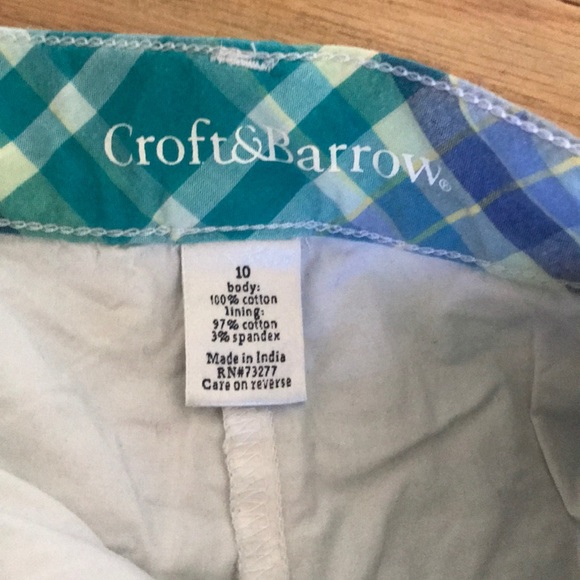 Croft&Barrow®
10
body:
100% cotton
lining:
97% cotton
3% spandex
Made in India
RN#73277
Care on reverse